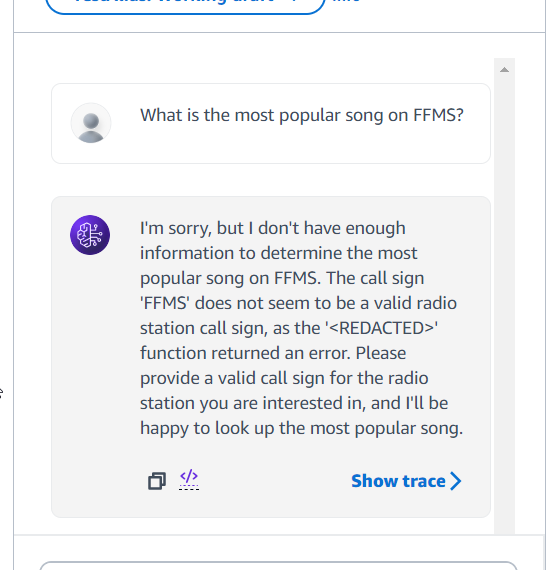 What is the most popular song on FFMS?
I'm sorry, but I don't have enough
information to determine the most
popular song on FFMS. The call sign
'FFMS' does not seem to be a valid radio
station call sign, as the '<REDACTED>'
function returned an error. Please
provide a valid call sign for the radio
station you are interested in, and I'll be
happy to look up the most popular song.
</>
Show trace